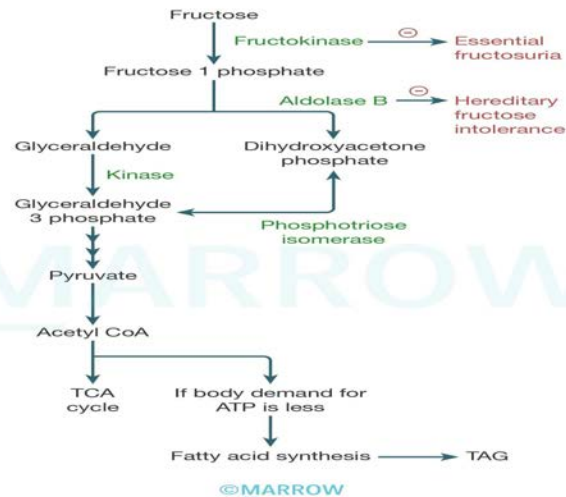 Fructose
Fructokinase
Essential
fructosuria
Fructose 1 phosphate
Aldolase B
Hereditary
fructose
intolerance
Glyceraldehyde
Dihydroxyacetone
phosphate
Kinase
Glyceraldehyde
3 phosphate
Phosphotriose
isomerase
MARROW
Pyruvate
Acetyl CoA
TCA
cycle
If body demand for
ATP is less
Fatty acid synthesis
TAG
©MARROW